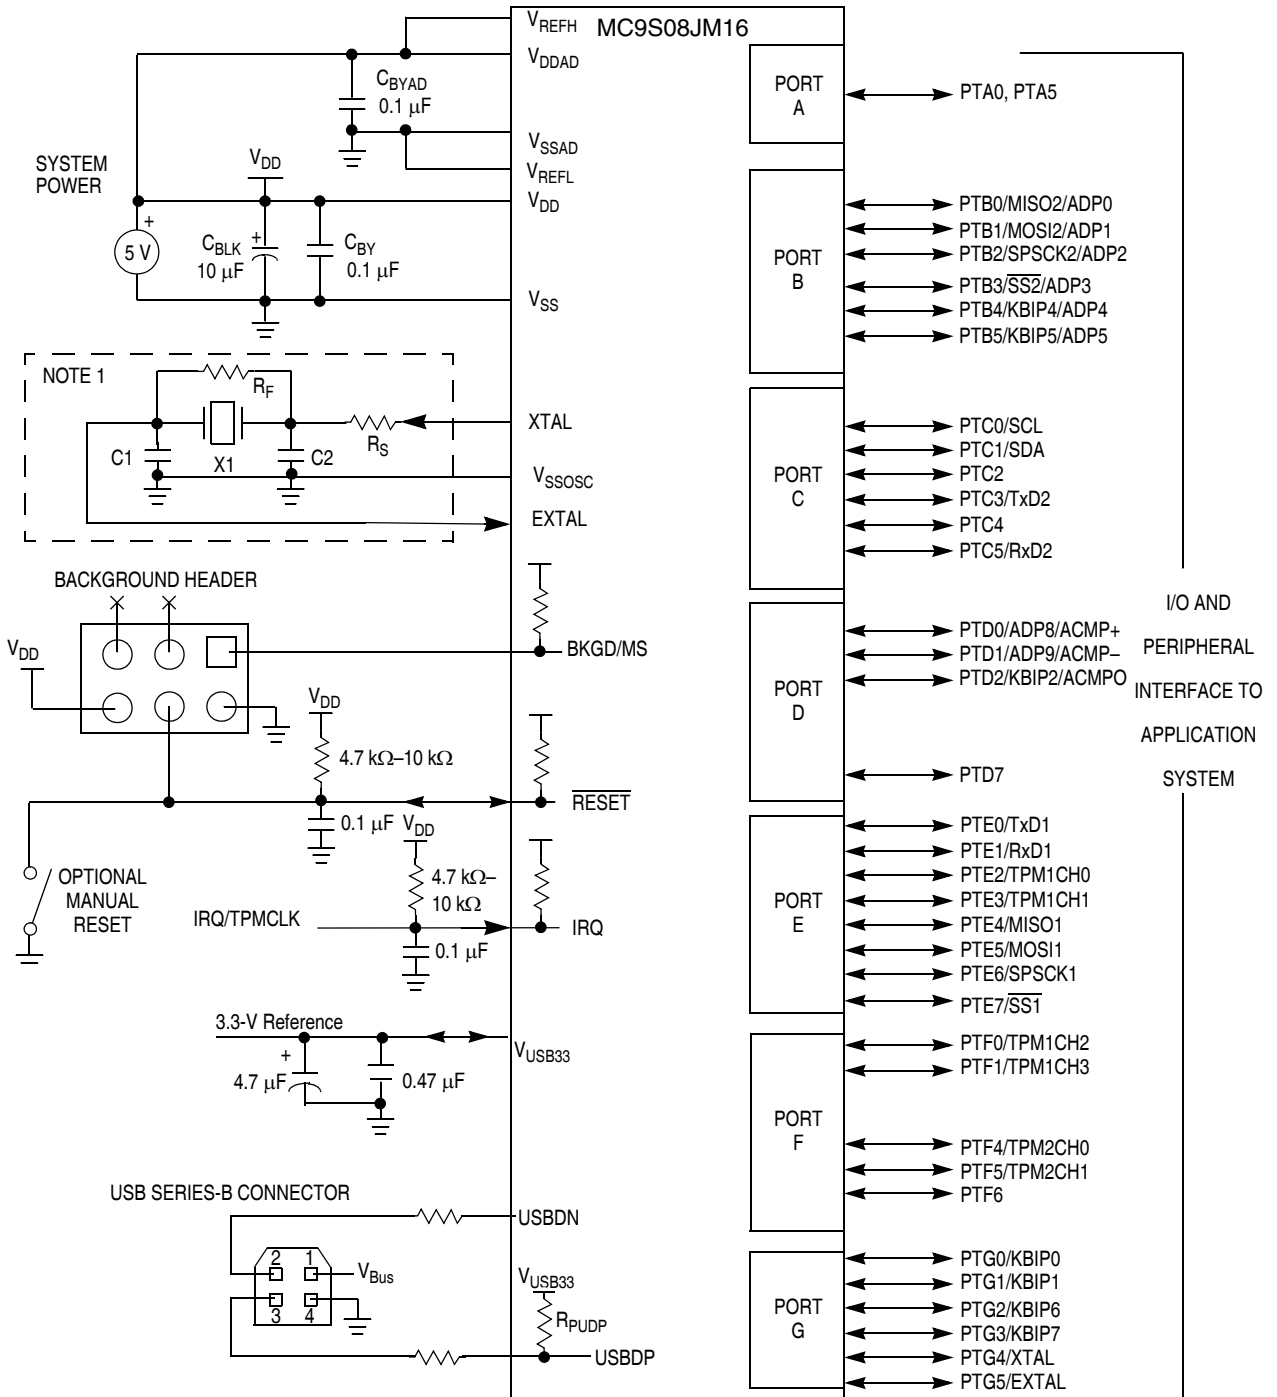 MC9S08JM16
VREFH
VDDAD
CBYAD
0.1 μF
VSSAD
VREFL
SYSTEM
POWER
VDD
VDD
+
5 V
CBLK
+
10 μF
CBY
0.1 μF
VSS
NOTE 1
RF
C1
X1
C2
RS
XTAL
VSSOSC
EXTAL
BACKGROUND HEADER
VDD
BKGD/MS
VDD
4.7 kΩ–10 kΩ
RESET
0.1 μF
OPTIONAL
MANUAL
RESET
VDD
4.7 kΩ–
10 kΩ
IRQ/TPMCLK
IRQ
0.1 μF
3.3-V Reference
VUSB33
+
4.7 μF
0.47 μF
USB SERIES-B CONNECTOR
USBDN
2 1
VBus
3 4
VUSB33
RPUDP
USBDP
PORT
A
PTA0, PTA5
PORT
B
PTB0/MISO2/ADP0
PTB1/MOSI2/ADP1
PTB2/SPSCK2/ADP2
PTB3/SS2/ADP3
PTB4/KBIP4/ADP4
PTB5/KBIP5/ADP5
PORT
C
PTC0/SCL
PTC1/SDA
PTC2
PTC3/TxD2
PTC4
PTC5/RxD2
PORT
D
PTD0/ADP8/ACMP+
PTD1/ADP9/ACMP–
PTD2/KBIP2/ACMPO
PTD7
PORT
E
PTE0/TxD1
PTE1/RxD1
PTE2/TPM1CH0
PTE3/TPM1CH1
PTE4/MISO1
PTE5/MOSI1
PTE6/SPSCK1
PTE7/SS1
PORT
F
PTF0/TPM1CH2
PTF1/TPM1CH3
PTF4/TPM2CH0
PTF5/TPM2CH1
PTF6
PORT
G
PTG0/KBIP0
PTG1/KBIP1
PTG2/KBIP6
PTG3/KBIP7
PTG4/XTAL
PTG5/EXTAL
I/O AND
PERIPHERAL
INTERFACE TO
APPLICATION
SYSTEM